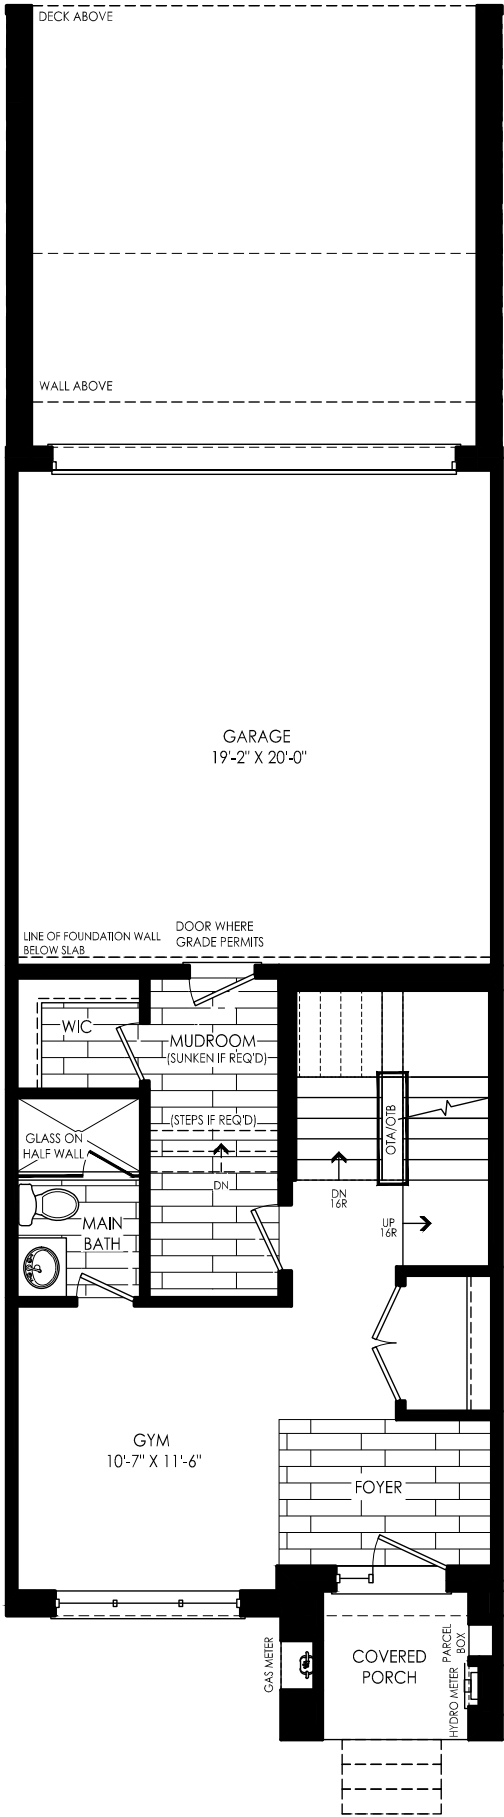 DECK ABOVE
WALL ABOVE
GARAGE
19'-2" X 20'-0"
LINE OF FOUNDATION WALL
BELOW SLAB
DOOR WHERE
GRADE PERMITS
WIC
MUDROOM
(SUNKEN IF REQ'D)
(STEPS IF REQ'D)
DN
GLASS ON
HALF WALL
MAIN
BATH
OTA/OTB
DN
16R
UP
16R
GYM
10'-7" X 11'-6"
FOYER
GAS METER
COVERED
PORCH
PARCEL
BOX
HYDRO METER